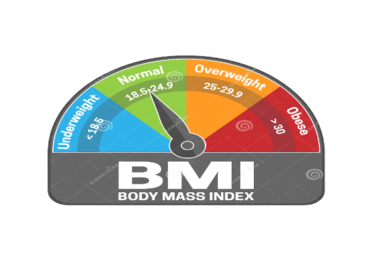 Underweight
< 18.5
Normal
18.5-24.9
Overweight
25-29.9
Obese
> 30
BMI
BODY MASS INDEX